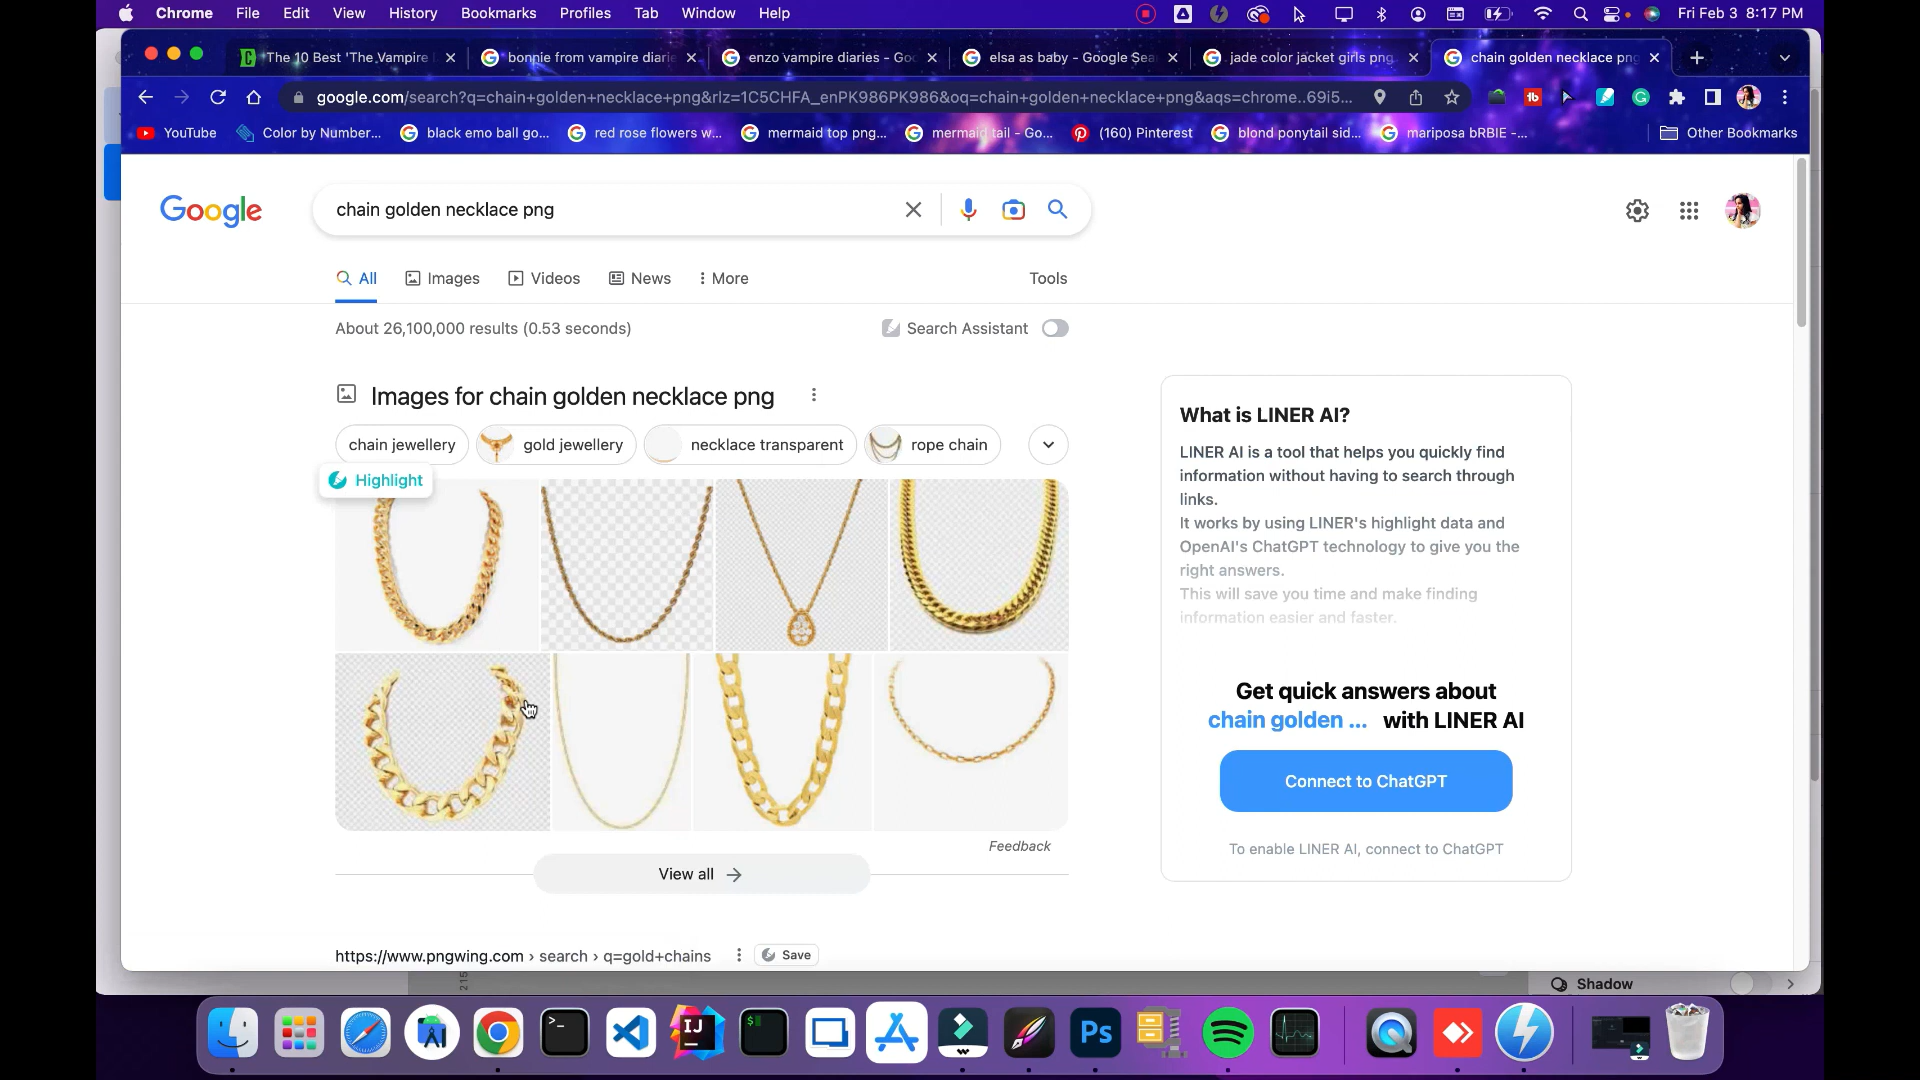 Chrome File Edit View History Bookmarks Profiles Tab Window Help Fri Feb 3 8:17 PM
The 10 Best 'The Vampire bonnie from vampire diarie enzo vampire diaries - Goo elsa as baby - Google Sea jade color jacket girls png chain golden necklace png
google.com/search?q=chain+golden+necklace+png&rlz=1C5CHFA_enPK986PK986&oq=chain+golden+necklace+png&aqs=chrome..69i5...
YouTube Color by Number... black emo ball go... red rose flowers w... mermaid top png... mermaid tail - Go... (160) Pinterest blond ponytail sid... mariposa bRBIE -... Other Bookmarks
Google chain golden necklace png
All Images Videos News More Tools
About 26,100,000 results (0.53 seconds) Search Assistant
Images for chain golden necklace png
chain jewellery gold jewellery necklace transparent rope chain
Highlight
Feedback
View all
https://www.pngwing.com › search › q=gold+chains Save
What is LINER AI?
LINER AI is a tool that helps you quickly find
information without having to search through
links.
It works by using LINER's highlight data and
OpenAI's ChatGPT technology to give you the
right answers.
This will save you time and make finding
information easier and faster.
Get quick answers about
chain golden ... with LINER AI
Connect to ChatGPT
To enable LINER AI, connect to ChatGPT
Shadow
IJ
Ps